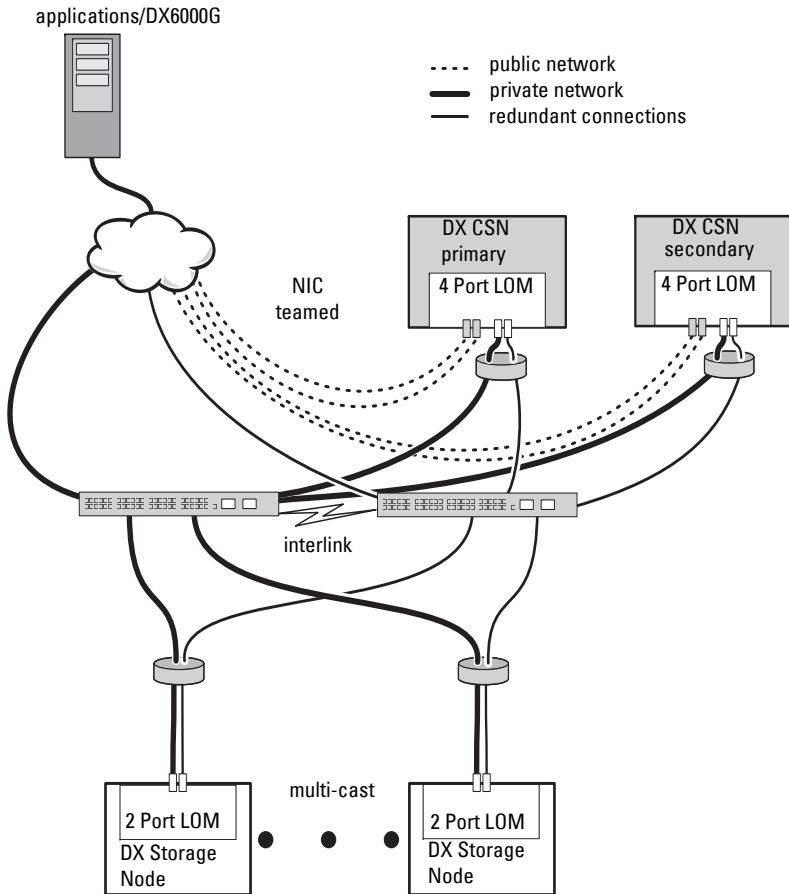 applications/DX6000G
public network
private network
redundant connections
DX CSN
primary
4 Port LOM
DX CSN
secondary
4 Port LOM
NIC
teamed
interlink
multi-cast
2 Port LOM
DX Storage
Node
2 Port LOM
DX Storage
Node